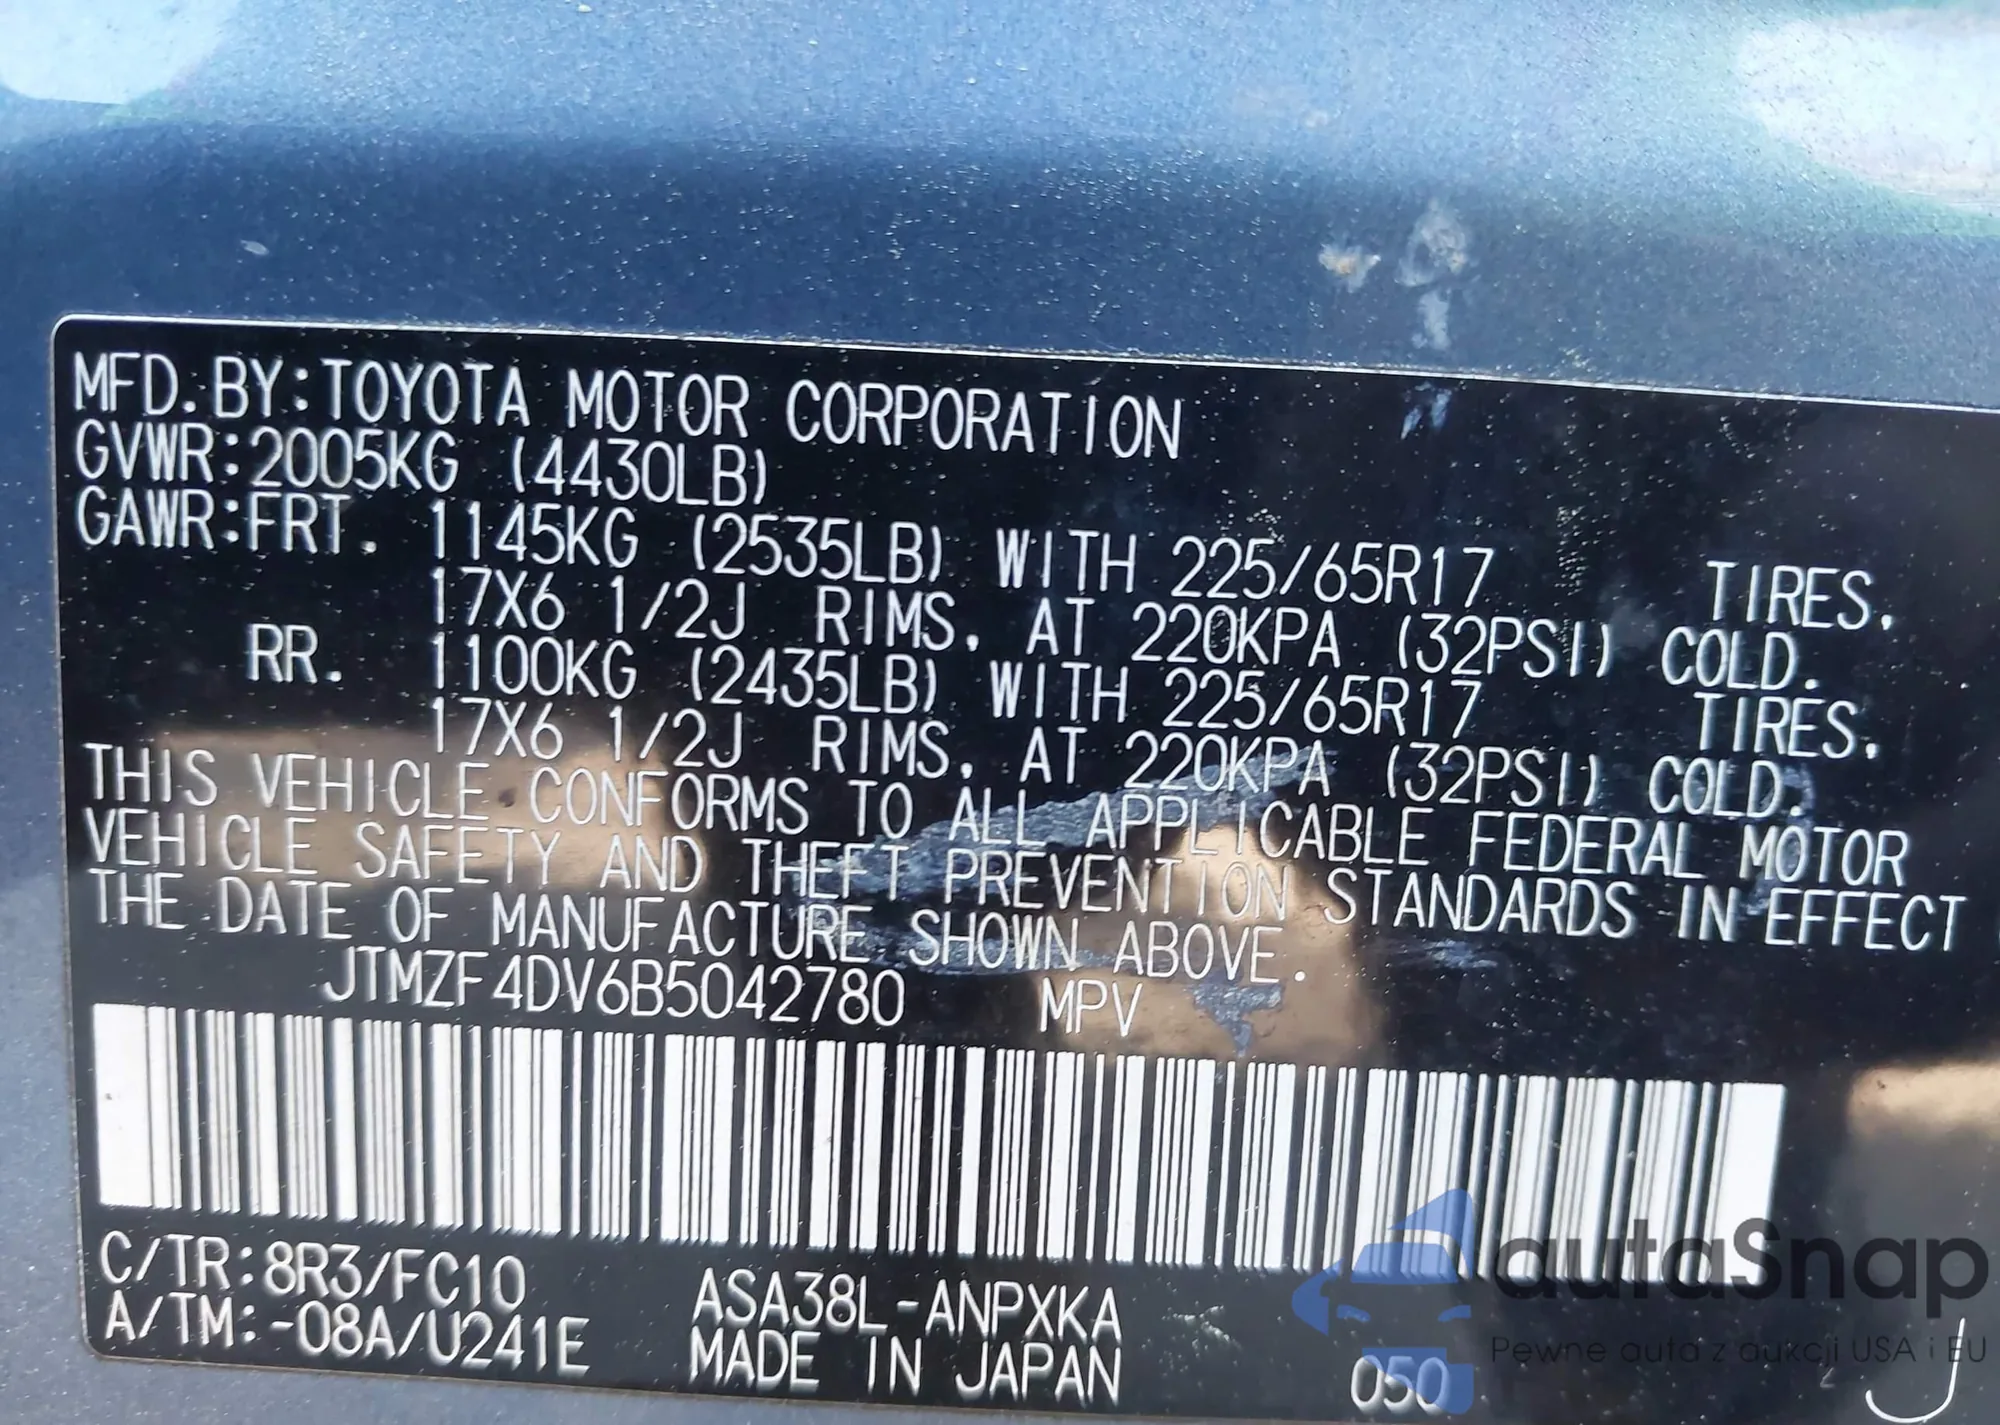 MFD. BY: TOYOTA MOTOR CORPORATION
GVWR: 2005KG (4430LB)
GAWR: FRT. 1145KG (2535LB) WITH 225/65R17 TIRES,
17X6 1/2J RIMS, AT 220KPA (32PSI) COLD.
RR. 1100KG (2435LB) WITH 225/65R17 TIRES,
17X6 1/2J RIMS, AT 220KPA (32PSI) COLD.
THIS VEHICLE CONFORMS TO ALL APPLICABLE FEDERAL MOTOR
VEHICLE SAFETY AND THEFT PREVENTION STANDARDS IN EFFECT
THE DATE OF MANUFACTURE SHOWN ABOVE.
JTMZF4DV6B5042780 MPV
C/TR: 8R3/FC10 ASA38L-ANPXKA
A/TM: -08A/U241E MADE IN JAPAN 050 J
autaSnap
Pewne auta z aukcji USA i EU